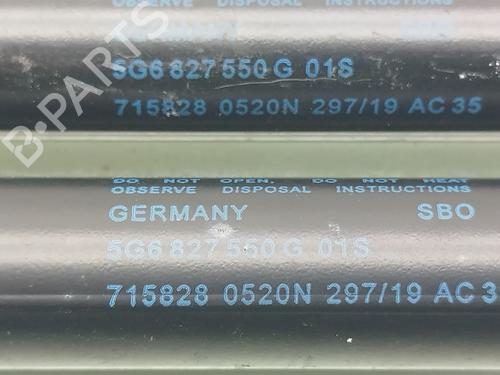 OBSERVE DISPOSAL INSTRUCTIONS
5G6 827 550 G 01S
715828 0520N 297/19 AC 35
DO NOT OPEN, DO NOT HEAT
OBSERVE DISPOSAL INSTRUCTIONS
GERMANY SBO
5G6 827 550 G 01S
715828 0520N 297/19 AC 3